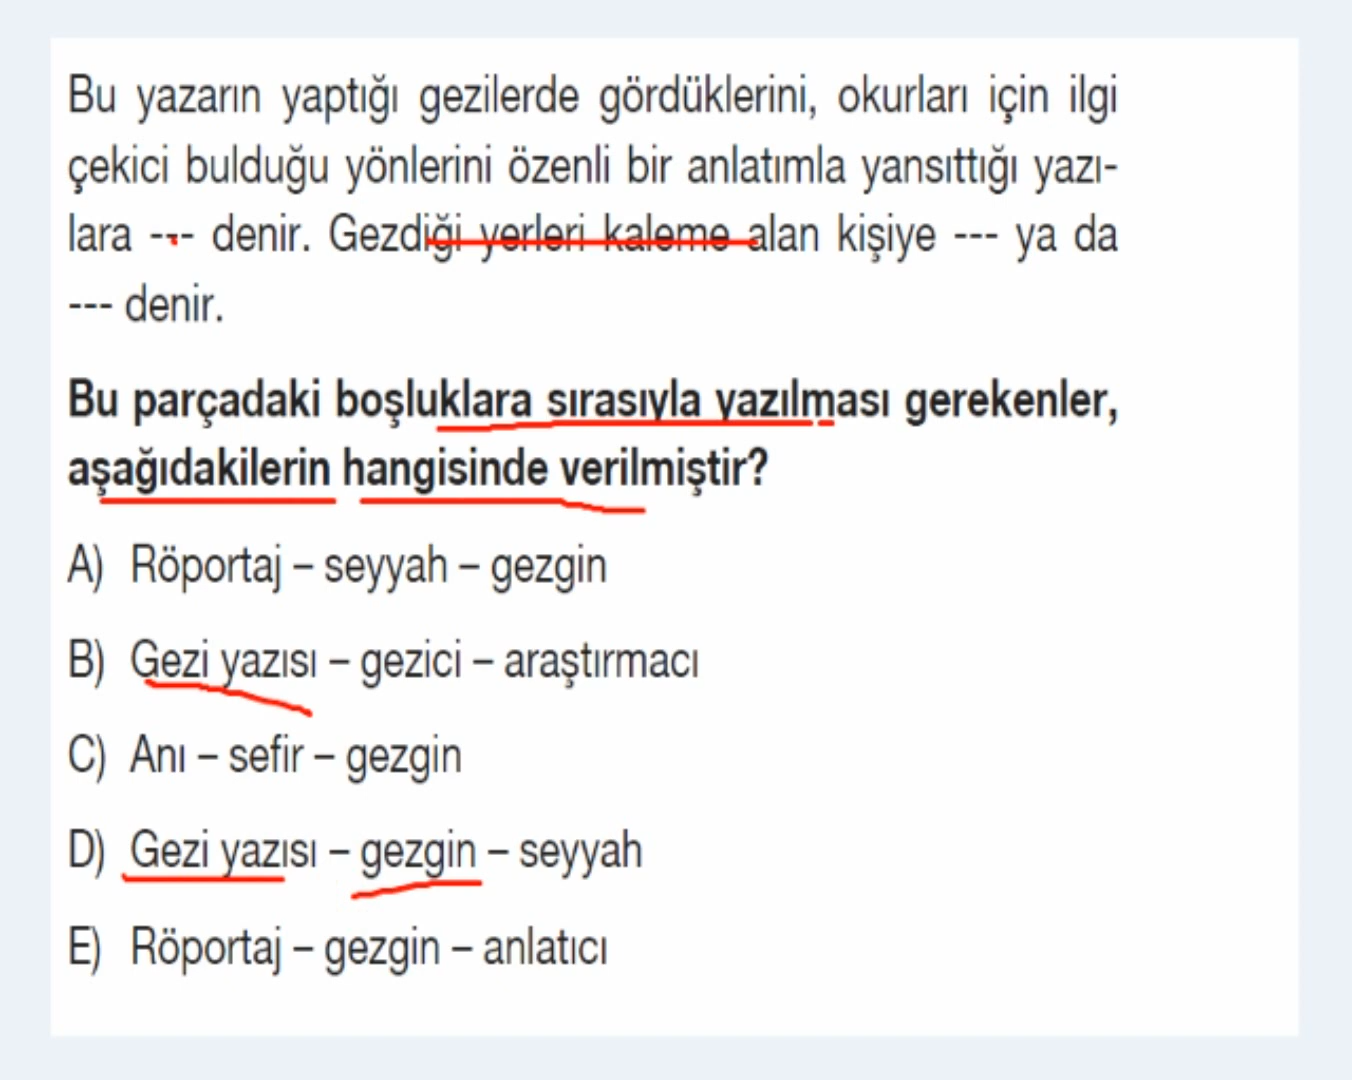 Bu yazarın yaptığı gezilerde gördüklerini, okurları için ilgi
çekici bulduğu yönlerini özenli bir anlatımla yansıttığı yazı-
lara --- denir. Gezdiği yerleri kaleme alan kişiye --- ya da
--- denir.
Bu parçadaki boşluklara sırasıyla yazılması gerekenler,
aşağıdakilerin hangisinde verilmiştir?
A) Röportaj – seyyah – gezgin
B) Gezi yazısı – gezici – araştırmacı
C) Anı – sefir – gezgin
D) Gezi yazısı – gezgin – seyyah
E) Röportaj – gezgin – anlatıcı